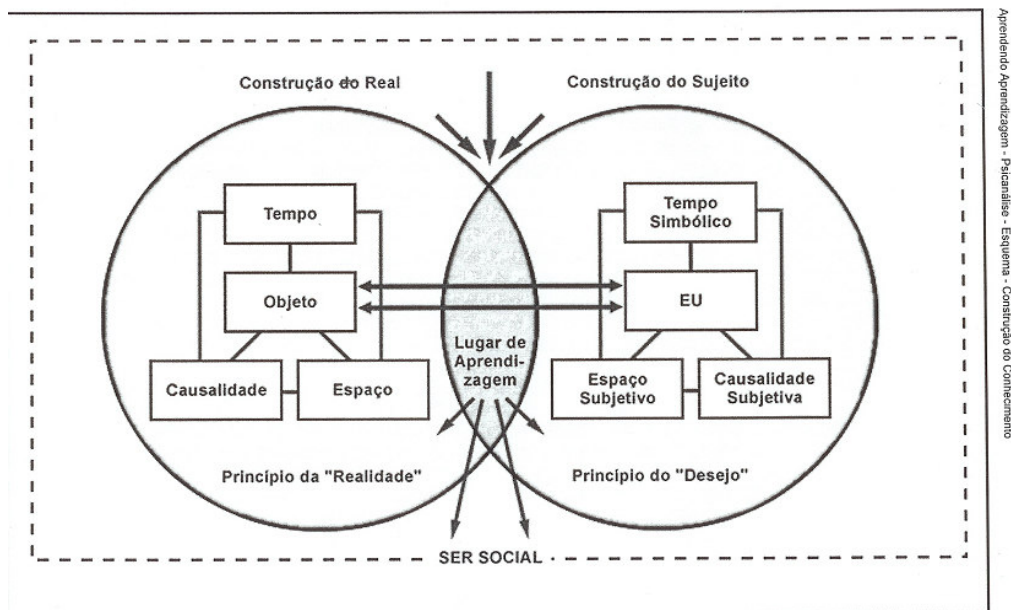 Construção do Real
Construção do Sujeito
Tempo
Objeto
Causalidade
Espaço
Tempo
Simbólico
EU
Espaço
Subjetivo
Causalidade
Subjetiva
Lugar de
Aprendi-
zagem
Princípio da "Realidade"
Princípio do "Desejo"
SER SOCIAL
Aprendendo Aprendizagem - Psicanálise - Esquema - Construção do Conhecimento